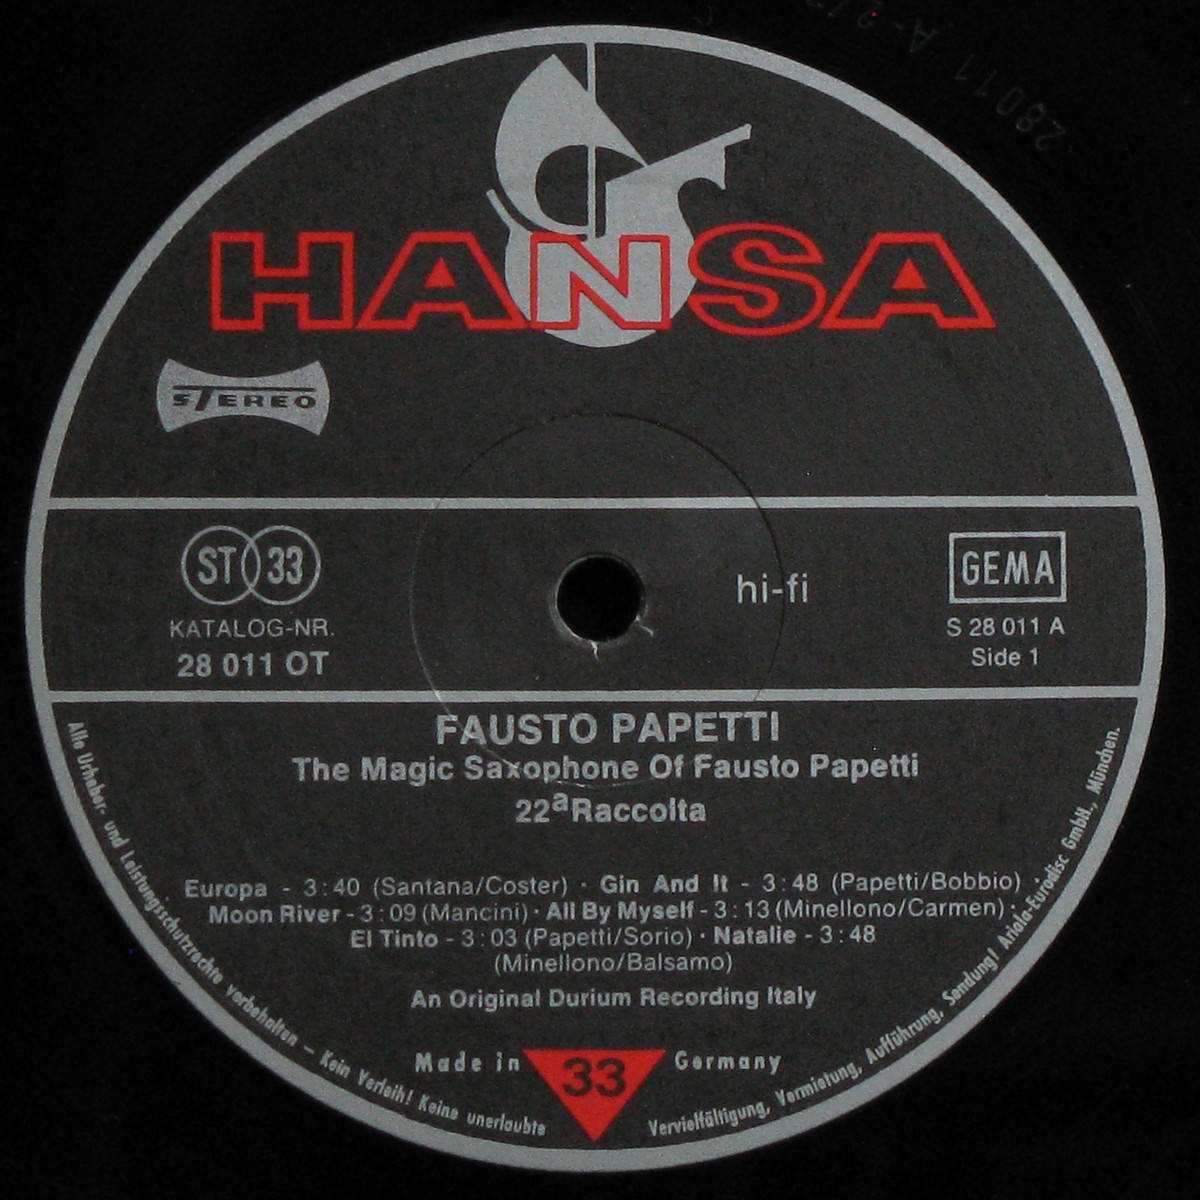 28011 A-2/
HANSA
STEREO
ST 33
KATALOG-NR.
28 011 OT
hi-fi
GEMA
S 28 011 A
Side 1
FAUSTO PAPETTI
The Magic Saxophone Of Fausto Papetti
22ª Raccolta
Europa - 3:40 (Santana/Coster) · Gin And It - 3:48 (Papetti/Bobbio) ·
Moon River - 3:09 (Mancini) · All By Myself - 3:13 (Minellono/Carmen) ·
El Tinto - 3:03 (Papetti/Sorio) · Natalie - 3:48
(Minellono/Balsamo)
An Original Durium Recording Italy
Made in 33 Germany
Alle Urheber- und Leistungsschutzrechte vorbehalten – Kein Verleih! Keine unerlaubte Vervielfältigung, Vermietung, Aufführung, Sendung! Ariola-Eurodisc GmbH., München.